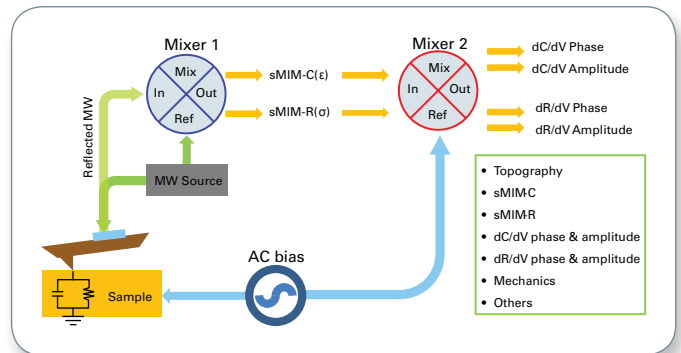 Mixer 1
Mix
In
Out
Ref
sMIM-C(ε)
sMIM-R(σ)
Mixer 2
Mix
In
Out
Ref
dC/dV Phase
dC/dV Amplitude
dR/dV Phase
dR/dV Amplitude
Reflected MW
MW Source
AC bias
Sample
• Topography
• sMIM-C
• sMIM-R
• dC/dV phase & amplitude
• dR/dV phase & amplitude
• Mechanics
• Others